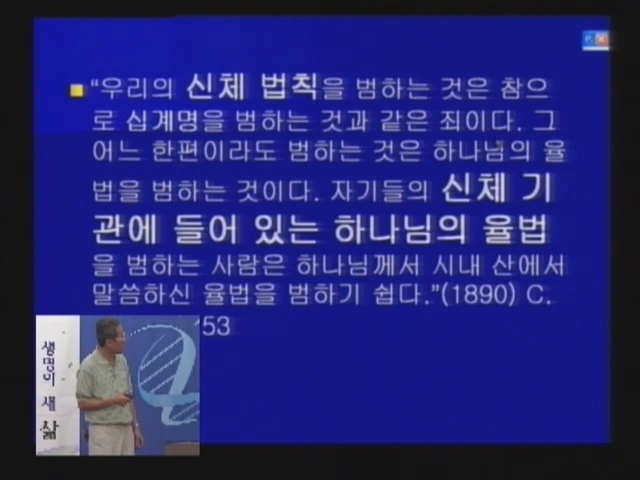 “우리의 신체 법칙을 범하는 것은 참으
로 십계명을 범하는 것과 같은 죄이다. 그
어느 한편이라도 범하는 것은 하나님의 율
법을 범하는 것이다. 자기들의 신체 기
관에 들어 있는 하나님의 율법
을 범하는 사람은 하나님께서 시내 산에서
말씀하신 율법을 범하기 쉽다.”(1890) C.
53
생명이
새
삶